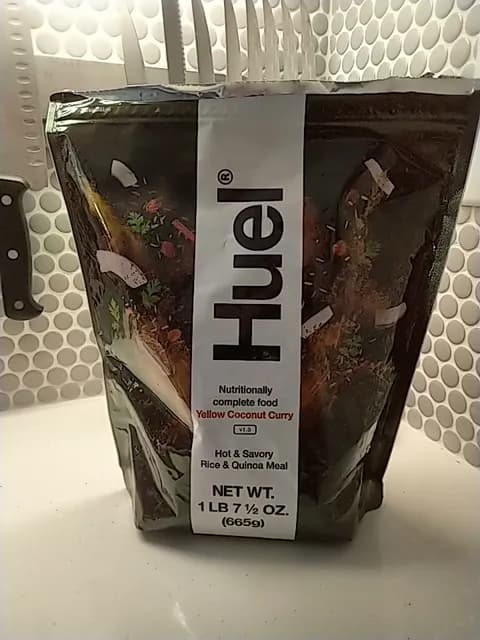 Huel®
Nutritionally
complete food
Yellow Coconut Curry
v1.0
Hot & Savory
Rice & Quinoa Meal
NET WT.
1 LB 7 ½ OZ.
(665g)